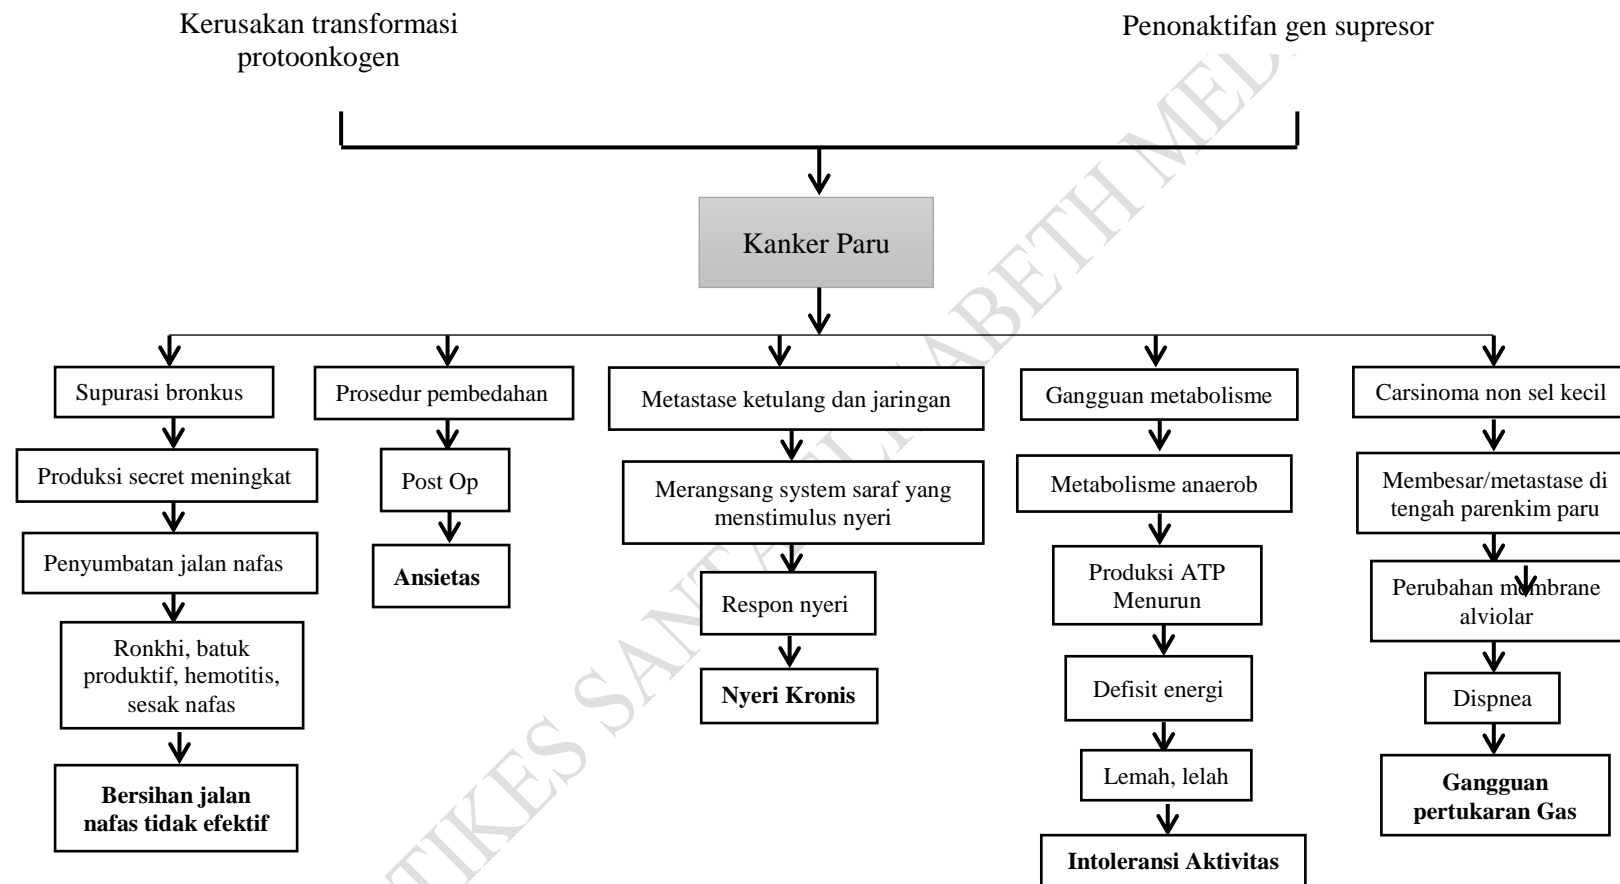 Kerusakan transformasi
protoonkogen
Penonaktifan gen supresor
Kanker Paru
Supurasi bronkus
Produksi secret meningkat
Penyumbatan jalan nafas
Ronkhi, batuk
produktif, hemotitis,
sesak nafas
Bersihan jalan
nafas tidak efektif
Prosedur pembedahan
Post Op
Ansietas
Metastase ketulang dan jaringan
Merangsang system saraf yang
menstimulus nyeri
Respon nyeri
Nyeri Kronis
Gangguan metabolisme
Metabolisme anaerob
Produksi ATP
Menurun
Defisit energi
Lemah, lelah
Intoleransi Aktivitas
Carsinoma non sel kecil
Membesar/metastase di
tengah parenkim paru
Perubahan membrane
alviolar
Dispnea
Gangguan
pertukaran Gas